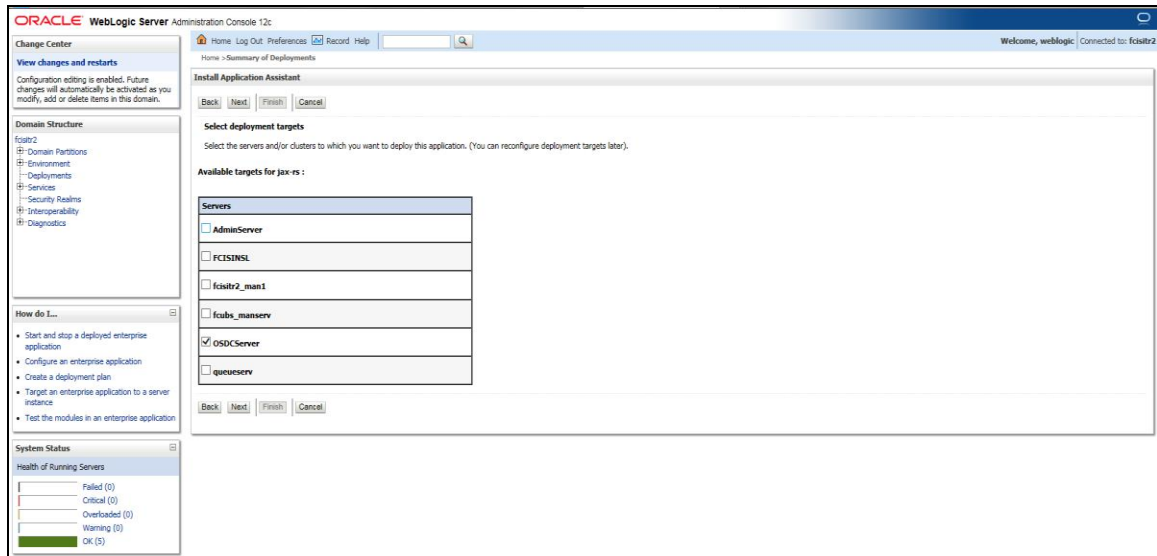 ORACLE WebLogic Server Administration Console 12c
Change Center
View changes and restarts
Configuration editing is enabled. Future
changes will automatically be activated as you
modify, add or delete items in this domain.
Domain Structure
fcisitr2
Domain Partitions
Environment
Deployments
Services
Security Realms
Interoperability
Diagnostics
How do I...
Start and stop a deployed enterprise
application
Configure an enterprise application
Create a deployment plan
Target an enterprise application to a server
instance
Test the modules in an enterprise application
System Status
Health of Running Servers
Failed (0)
Critical (0)
Overloaded (0)
Warning (0)
OK (5)
Home Log Out Preferences Record Help
Welcome, weblogic Connected to: fcisitr2
Home >Summary of Deployments
Install Application Assistant
Back Next Finish Cancel
Select deployment targets
Select the servers and/or clusters to which you want to deploy this application. (You can reconfigure deployment targets later).
Available targets for jax-rs :
Servers
AdminServer
FCISINSL
fcisitr2_man1
fcubs_manserv
OSDCServer
queueserv
Back Next Finish Cancel